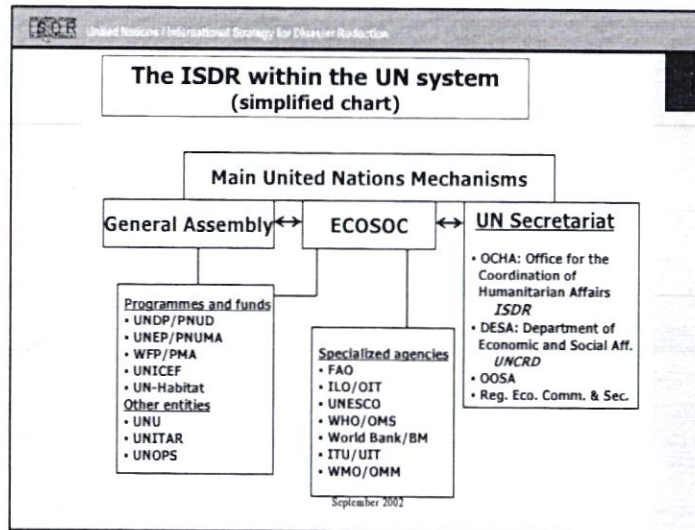 ISDR United Nations / International Strategy for Disaster Reduction
The ISDR within the UN system
(simplified chart)
Main United Nations Mechanisms
General Assembly
ECOSOC
UN Secretariat
• OCHA: Office for the
Coordination of
Humanitarian Affairs
ISDR
• DESA: Department of
Economic and Social Aff.
UNCRD
• OOSA
• Reg. Eco. Comm. & Sec.
Programmes and funds
• UNDP/PNUD
• UNEP/PNUMA
• WFP/PMA
• UNICEF
• UN-Habitat
Other entities
• UNU
• UNITAR
• UNOPS
Specialized agencies
• FAO
• ILO/OIT
• UNESCO
• WHO/OMS
• World Bank/BM
• ITU/UIT
• WMO/OMM
September 2002